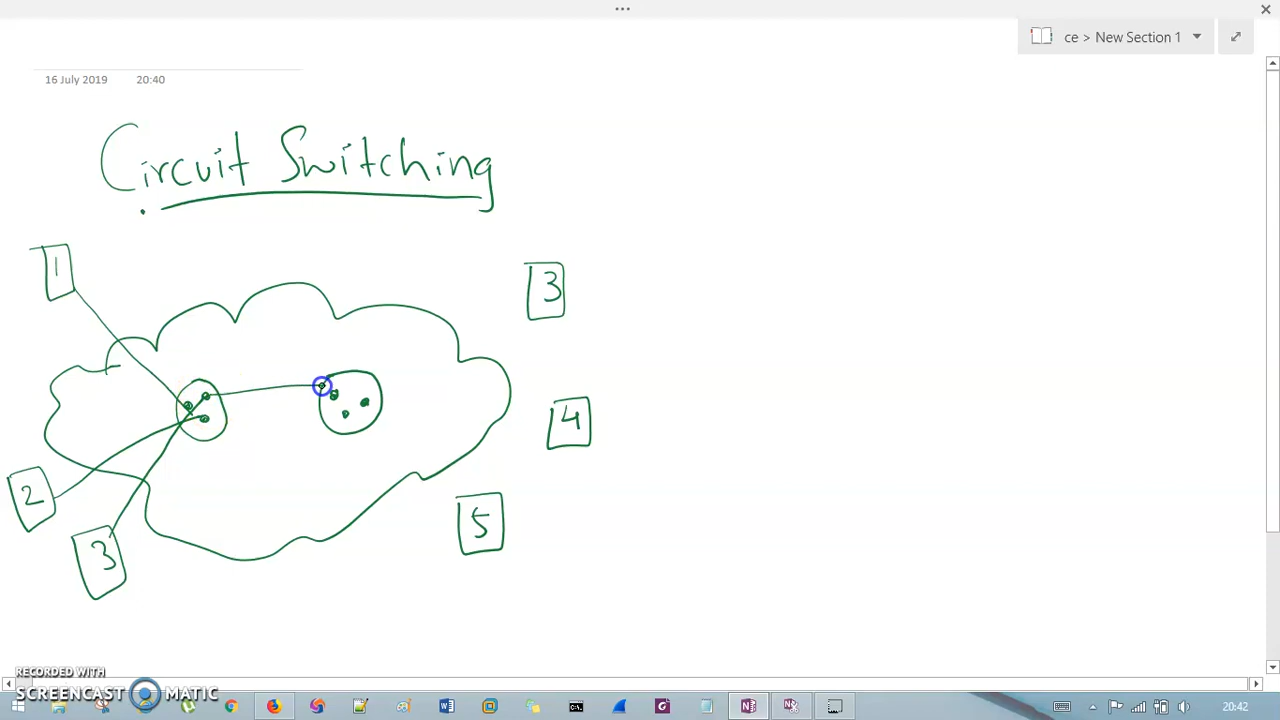 ce > New Section 1
16 July 2019 20:40
Circuit Switching
1
3
4
2
5
3
RECORDED WITH
SCREENCAST MATIC
20:42